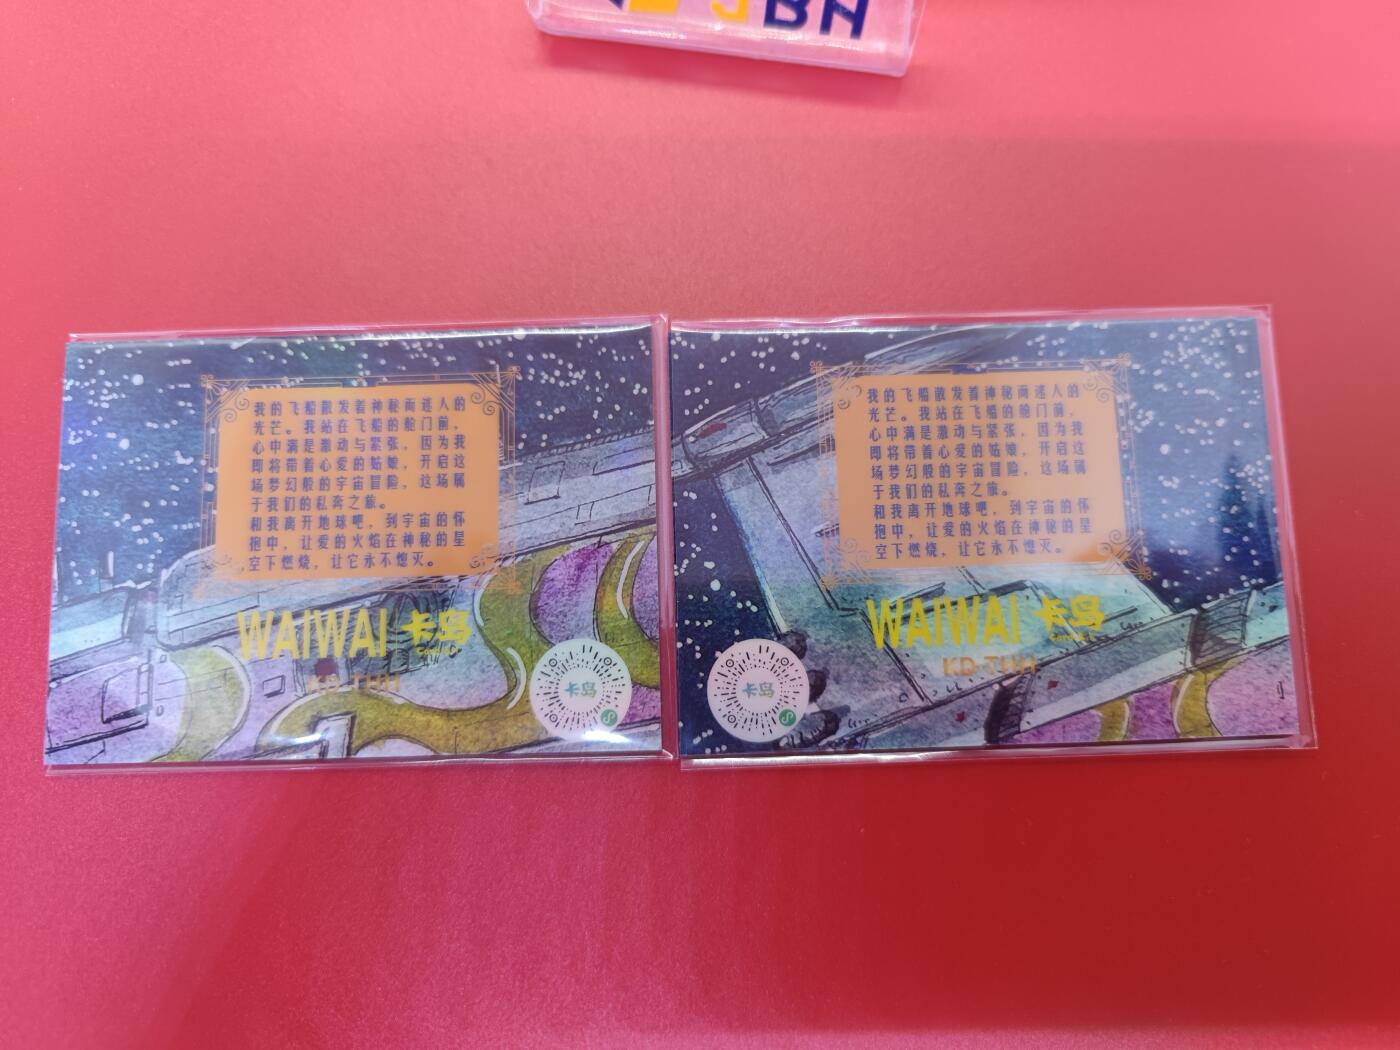 JBH
我的飞船散发着神秘而迷人的
光芒。我站在飞船的舱门前，
心中满是激动与紧张，因为我
即将带着心爱的姑娘，开启这
场梦幻般的宇宙冒险，这场属
于我们的私奔之旅。
和我离开地球吧，到宇宙的怀
抱中，让爱的火焰在神秘的星
空下燃烧，让它永不熄灭。
WAIWAI 卡岛
KD-THH
卡岛
我的飞船散发着神秘而迷人的
光芒。我站在飞船的舱门前，
心中满是激动与紧张，因为我
即将带着心爱的姑娘，开启这
场梦幻般的宇宙冒险，这场属
于我们的私奔之旅。
和我离开地球吧，到宇宙的怀
抱中，让爱的火焰在神秘的星
空下燃烧，让它永不熄灭。
WAIWAI 卡岛
KD-THH
卡岛